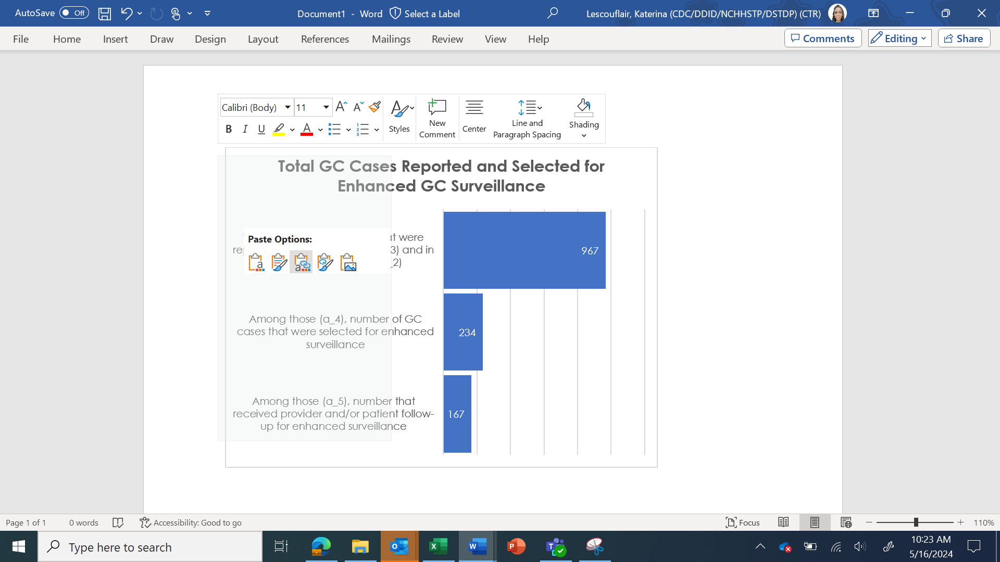 AutoSave Off Document1 - Word Select a Label Lescouflair, Katerina (CDC/DDID/NCHHSTP/DSTDP) (CTR)
File Home Insert Draw Design Layout References Mailings Review View Help Comments Editing Share
Calibri (Body) 11
B I U A Styles New Comment Center Line and Paragraph Spacing Shading
Total GC Cases Reported and Selected for
Enhanced GC Surveillance
Paste Options:
were
3) and in
_2)
967
Among those (a_4), number of GC
cases that were selected for enhanced
surveillance
234
Among those (a_5), number that
received provider and/or patient follow-
up for enhanced surveillance
167
Page 1 of 1 0 words Accessibility: Good to go Focus 110%
Type here to search
10:23 AM
5/16/2024